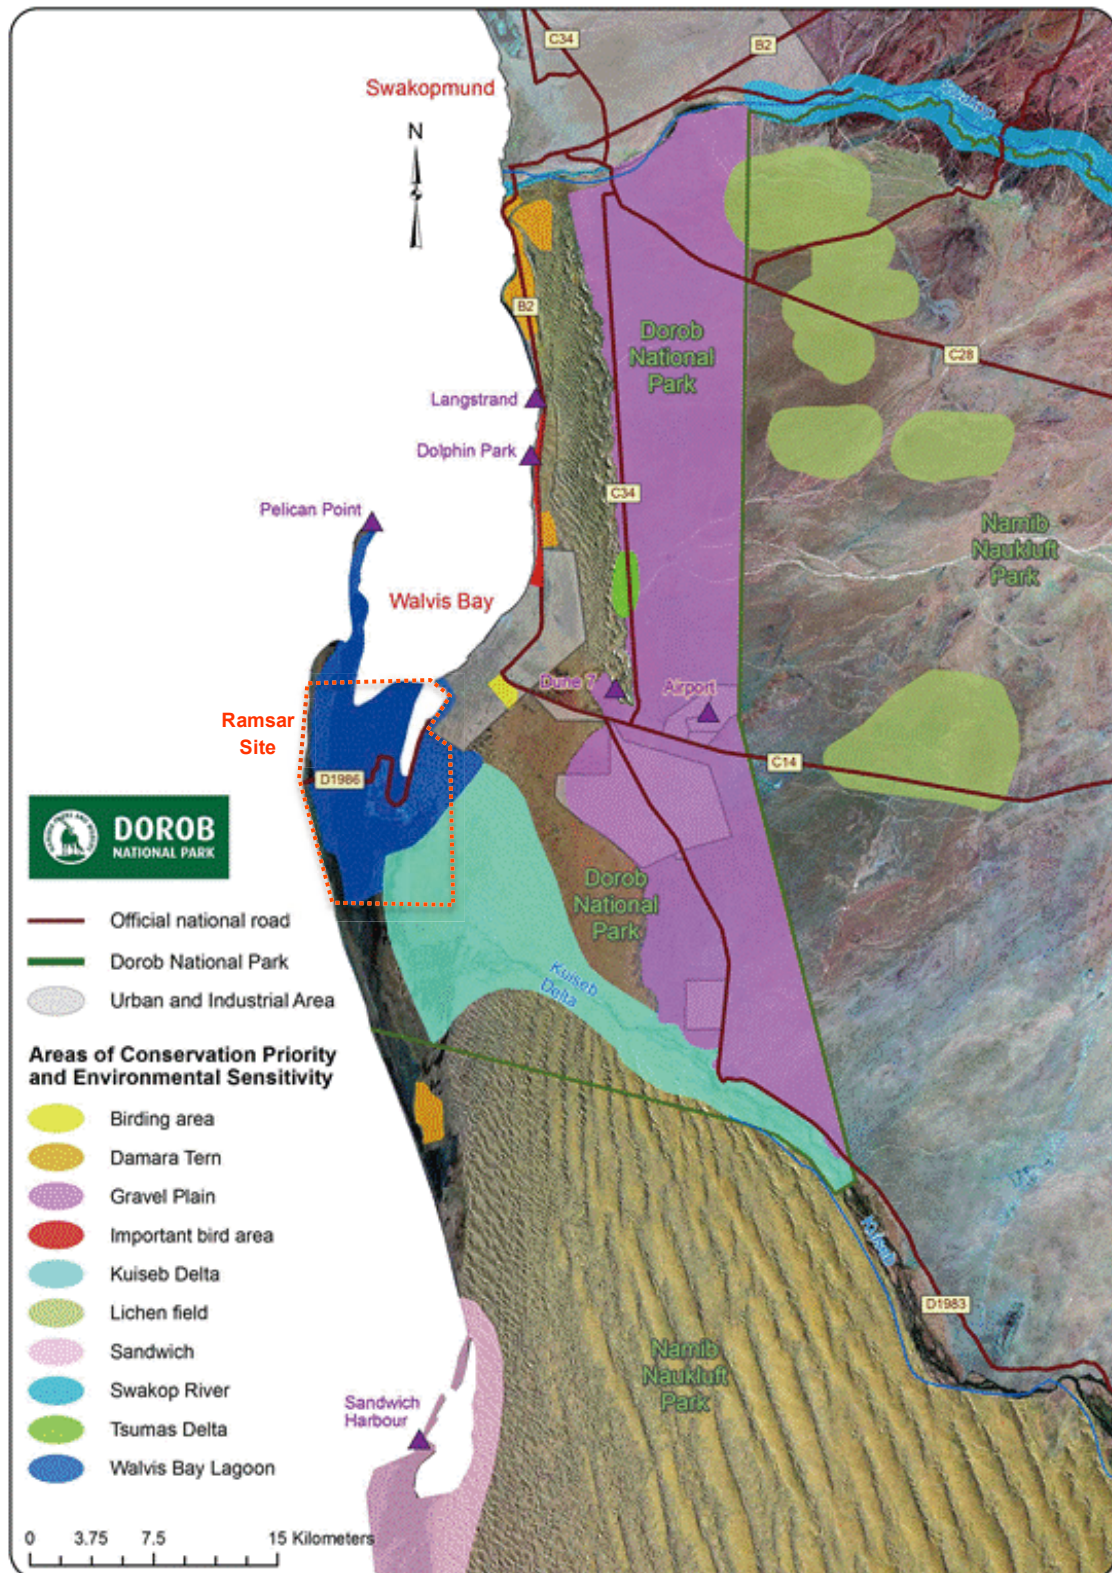 C34
B2
Swakopmund
Swakop
N
B2
Dorob
National
Park
C28
Langstrand
Dolphin Park
C34
Pelican Point
Namib
Naukluft
Park
Walvis Bay
Dune 7
Airport
Ramsar
Site
D1986
C14
DOROB
NATIONAL PARK
Dorob
National
Park
Official national road
Dorob National Park
Urban and Industrial Area
Kuiseb
Delta
Areas of Conservation Priority
and Environmental Sensitivity
Birding area
Damara Tern
Gravel Plain
Important bird area
Kuiseb Delta
Lichen field
Sandwich
Swakop River
Tsumas Delta
Walvis Bay Lagoon
Kuiseb
D1983
Namib
Naukluft
Park
Sandwich
Harbour
0 3.75 7.5 15 Kilometers